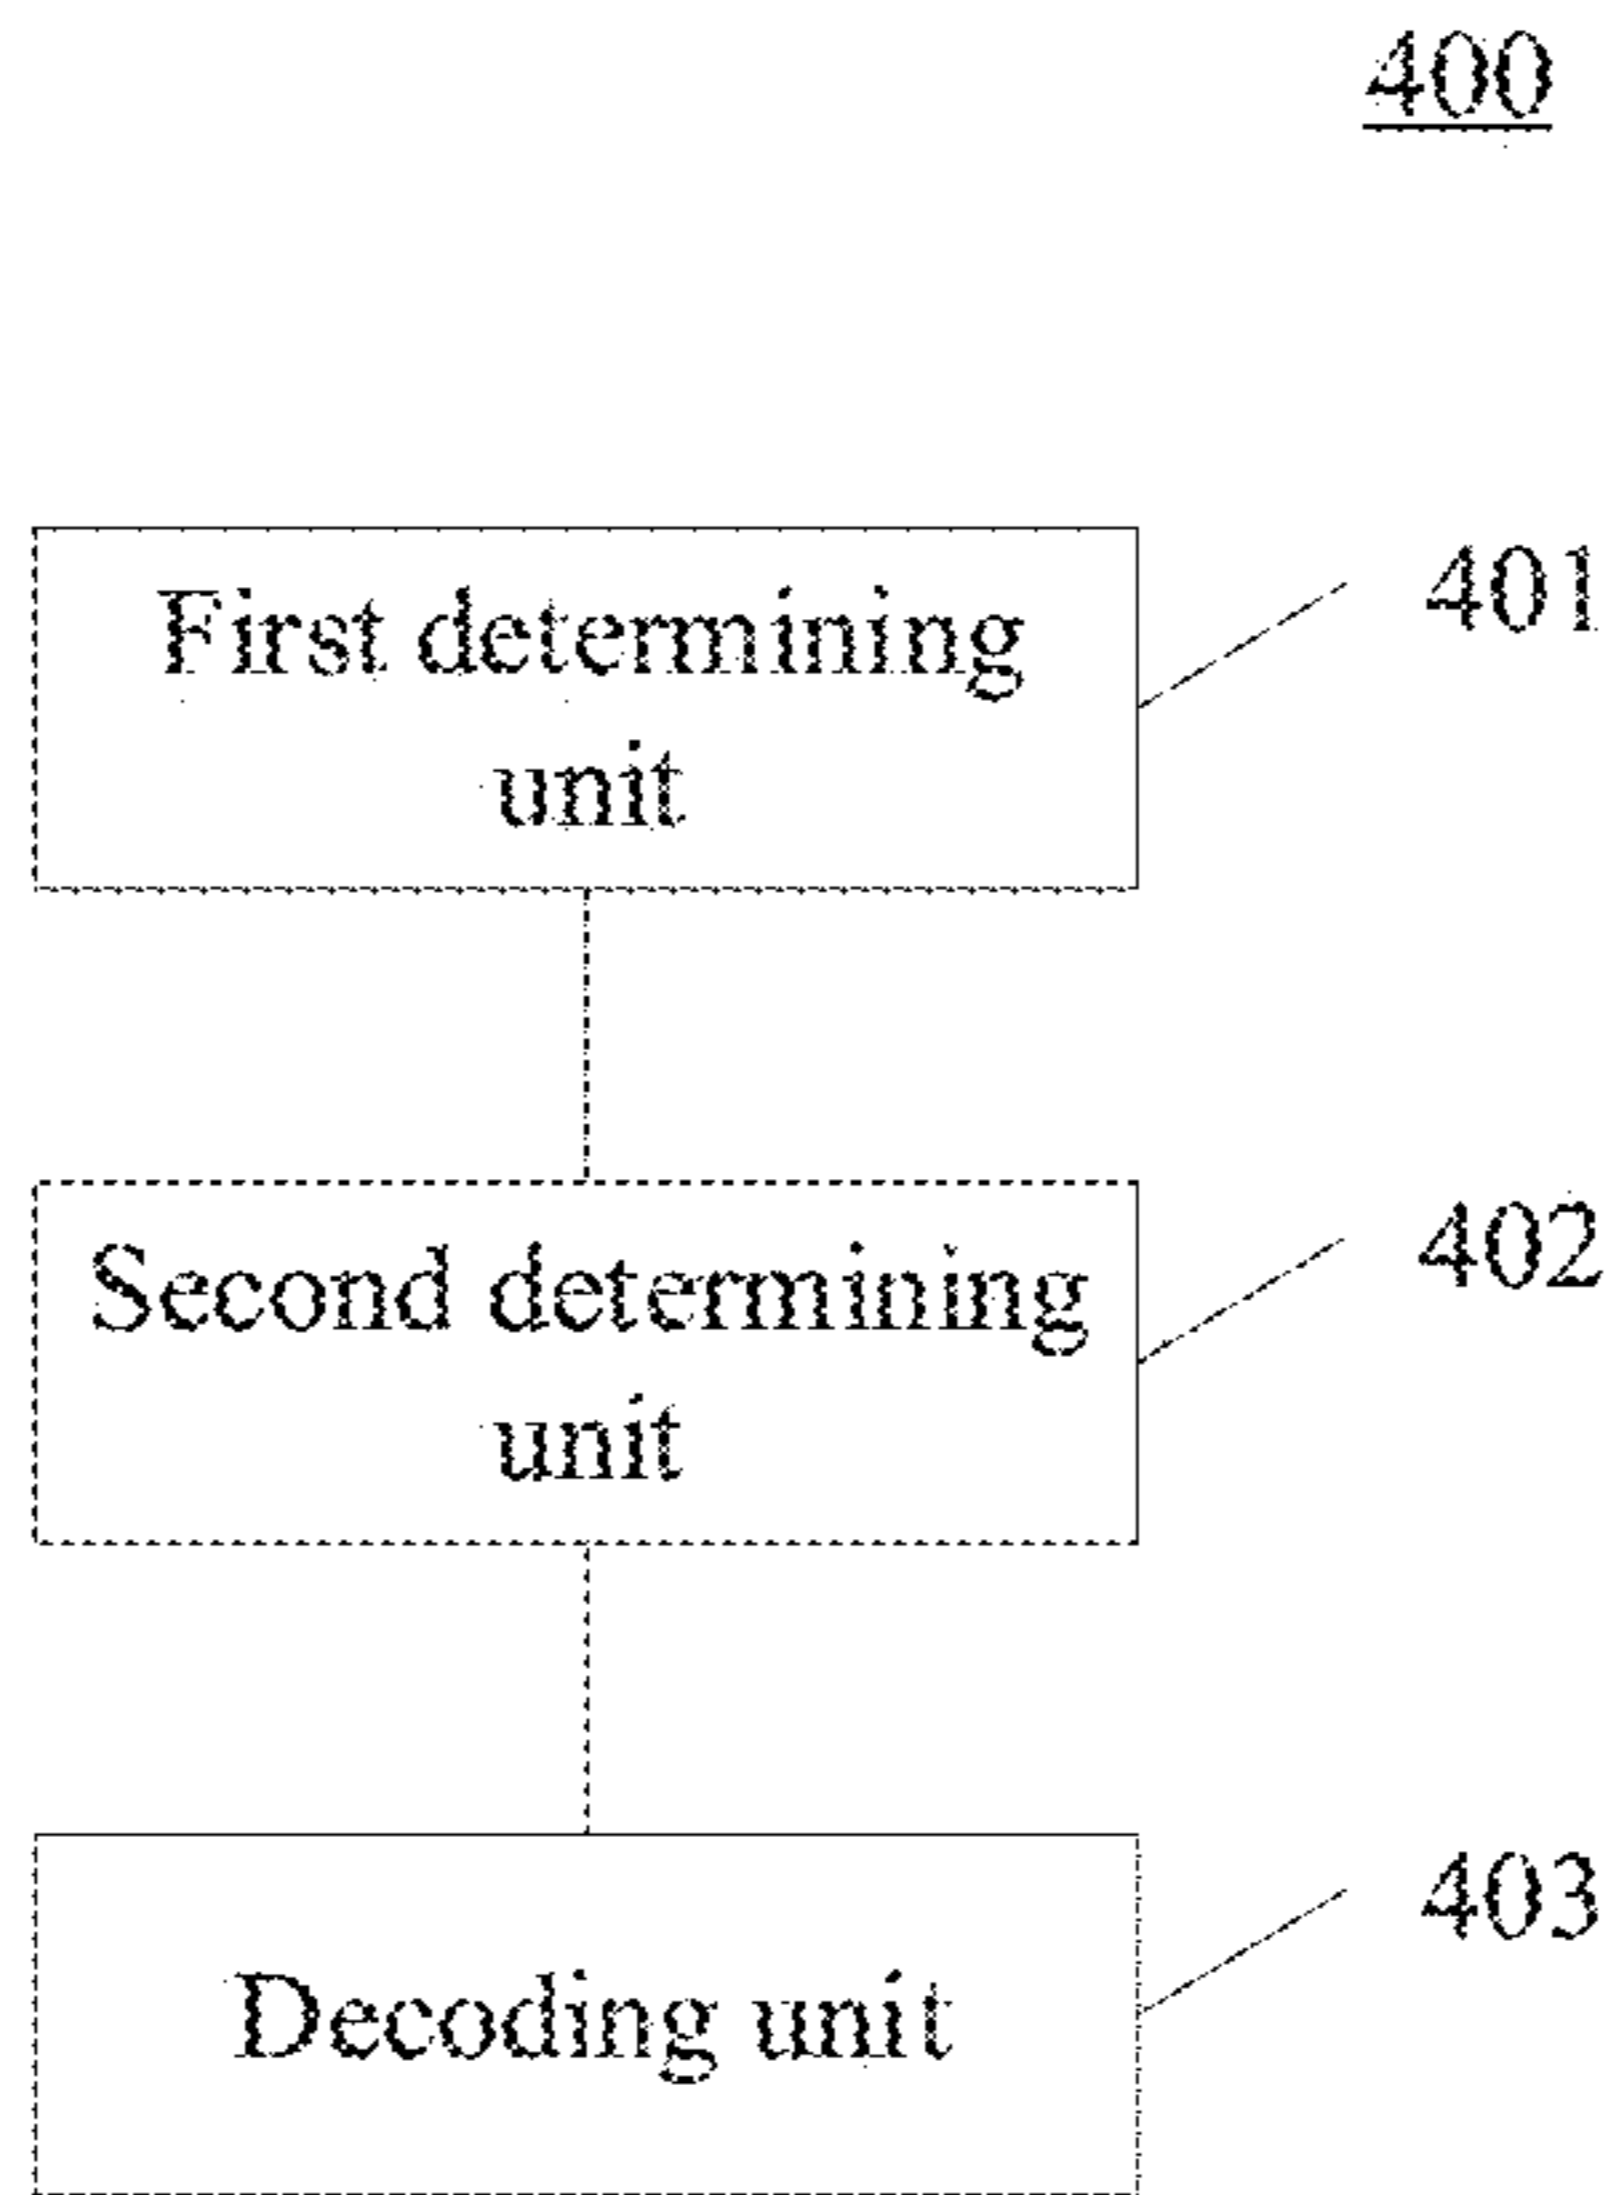 400
First determining
unit
401
Second determining
unit
402
Decoding unit
403